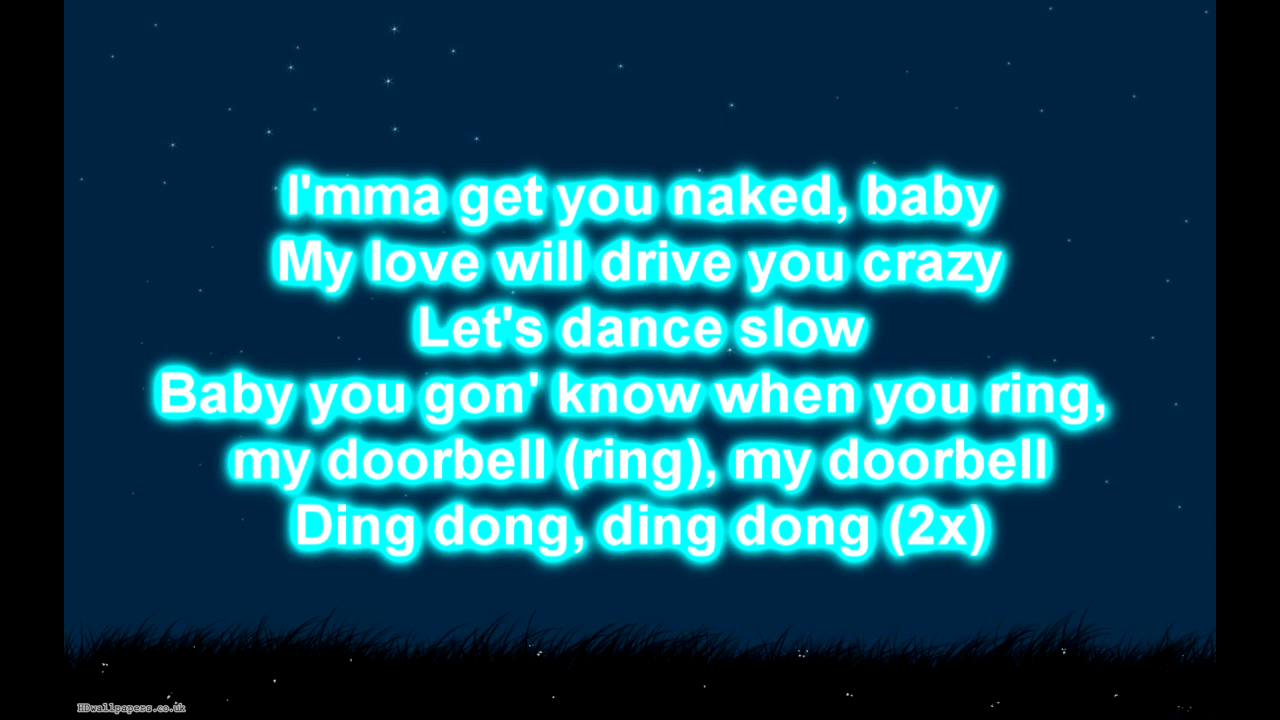 I'mma get you naked, baby
My love will drive you crazy
Let's dance slow
Baby you gon' know when you ring,
my doorbell (ring), my doorbell
Ding dong, ding dong (2x)
HDwallpapers.co.uk